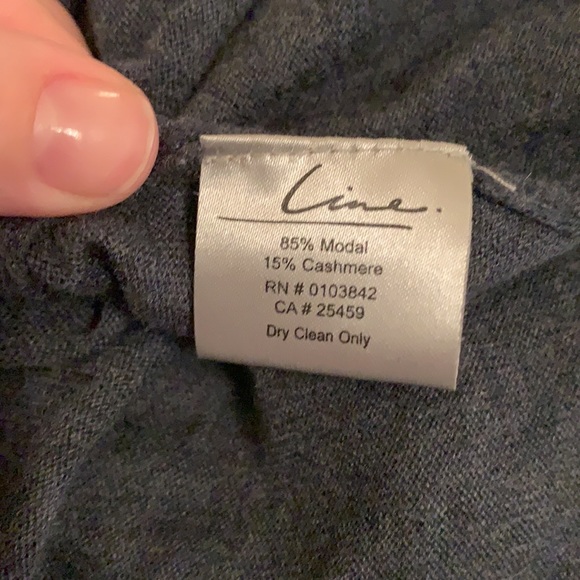 Line.
85% Modal
15% Cashmere
RN # 0103842
CA # 25459
Dry Clean Only